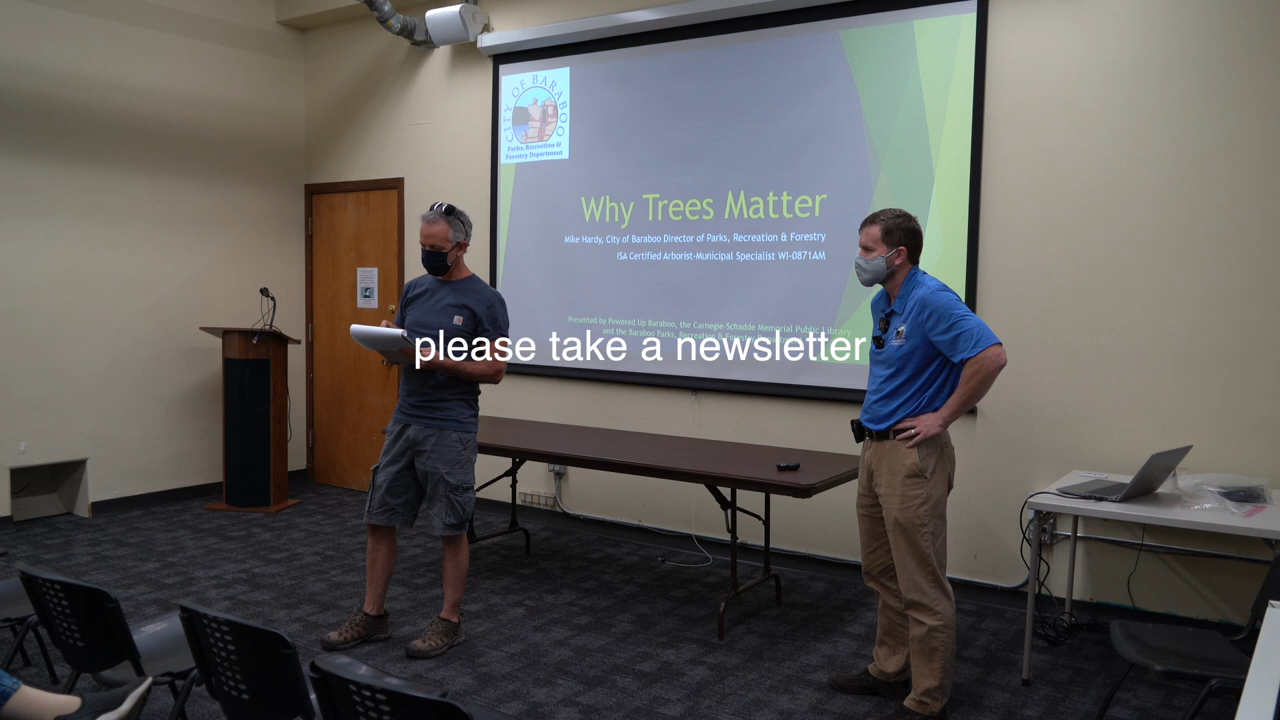 CITY OF BARABOO
Parks, Recreation &
Forestry Department
Why Trees Matter
Mike Hardy, City of Baraboo Director of Parks, Recreation & Forestry
ISA Certified Arborist-Municipal Specialist WI-0871AM
Presented by Powered Up Baraboo, the Carnegie-Schadde Memorial Public Library
and the Baraboo Parks, Recreation & Forestry Department
please take a newsletter